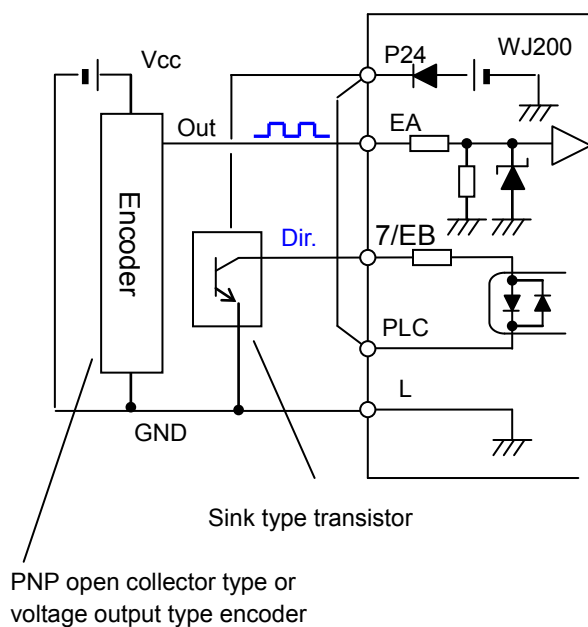 P24
WJ200
Vcc
Out
EA
Encoder
Dir.
7/EB
PLC
L
GND
Sink type transistor
PNP open collector type or
voltage output type encoder